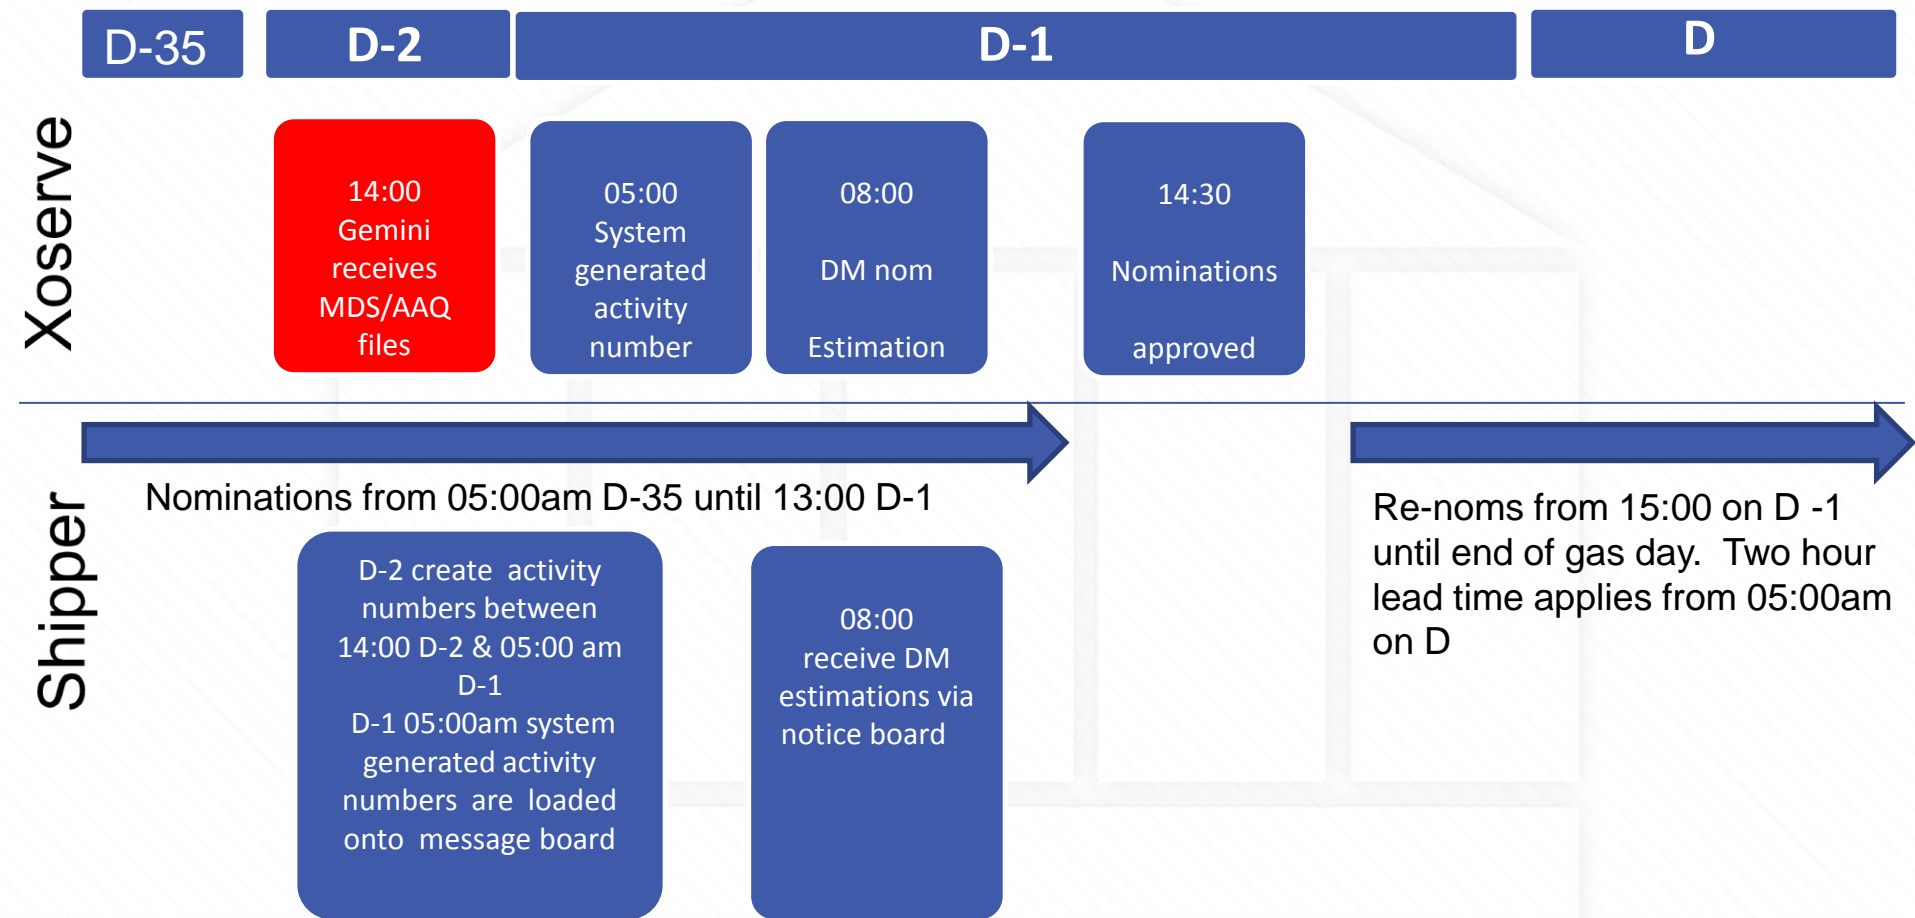 D-35
D-2
D-1
D
Xoserve
14:00
Gemini
receives
MDS/AAQ
files
05:00
System
generated
activity
number
08:00
DM nom
Estimation
14:30
Nominations
approved
Shipper
Nominations from 05:00am D-35 until 13:00 D-1
D-2 create activity
numbers between
14:00 D-2 & 05:00 am
D-1
D-1 05:00am system
generated activity
numbers are loaded
onto message board
08:00
receive DM
estimations via
notice board
Re-noms from 15:00 on D -1
until end of gas day. Two hour
lead time applies from 05:00am
on D